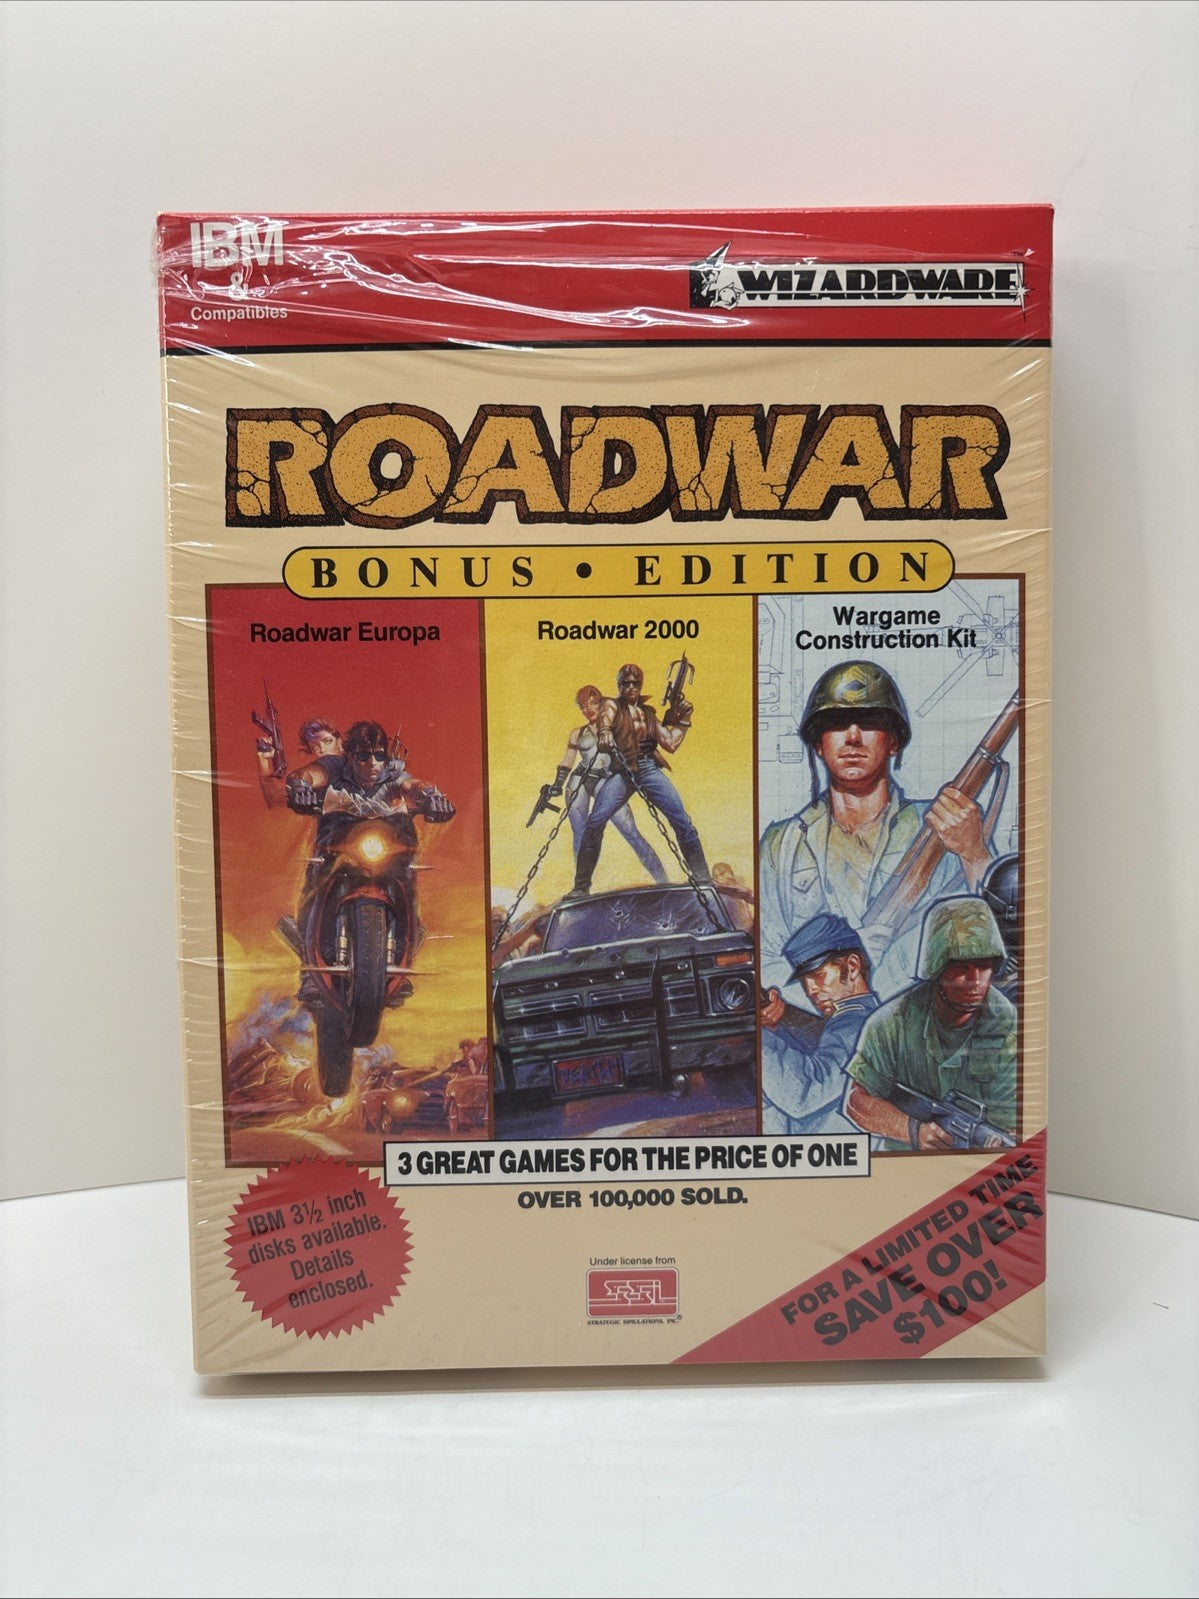 IBM
&
Compatibles
WIZARDWARE
TM
ROADWAR
BONUS • EDITION
Roadwar Europa
Roadwar 2000
Wargame
Construction Kit
3 GREAT GAMES FOR THE PRICE OF ONE
OVER 100,000 SOLD.
IBM 3½ inch
disks available.
Details
enclosed.
Under license from
SSI
STRATEGIC SIMULATIONS, INC.®
FOR A LIMITED TIME
SAVE OVER
$100!